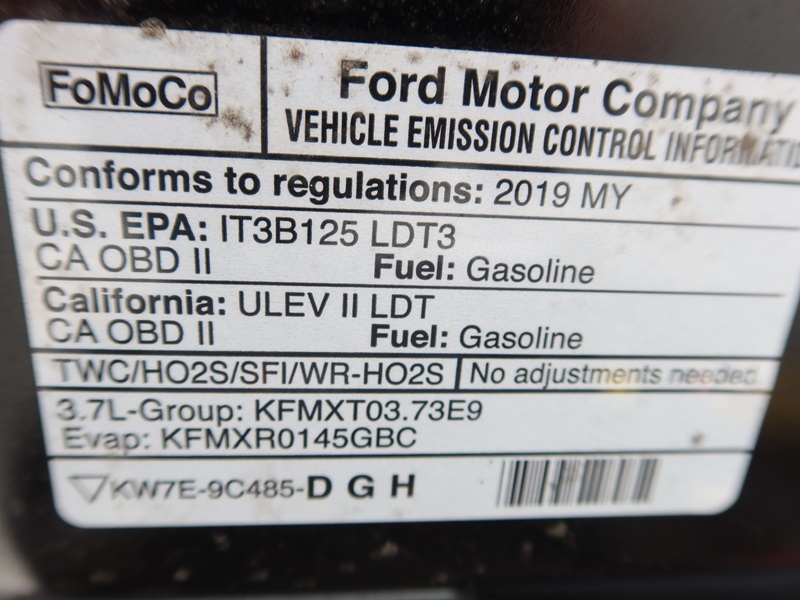 FoMoCo
Ford Motor Company
VEHICLE EMISSION CONTROL INFORMATIO
Conforms to regulations: 2019 MY
U.S. EPA: IT3B125 LDT3
CA OBD II Fuel: Gasoline
California: ULEV II LDT
CA OBD II Fuel: Gasoline
TWC/HO2S/SFI/WR-HO2S No adjustments needed.
3.7L-Group: KFMXT03.73E9
Evap: KFMXR0145GBC
KW7E-9C485-D G H